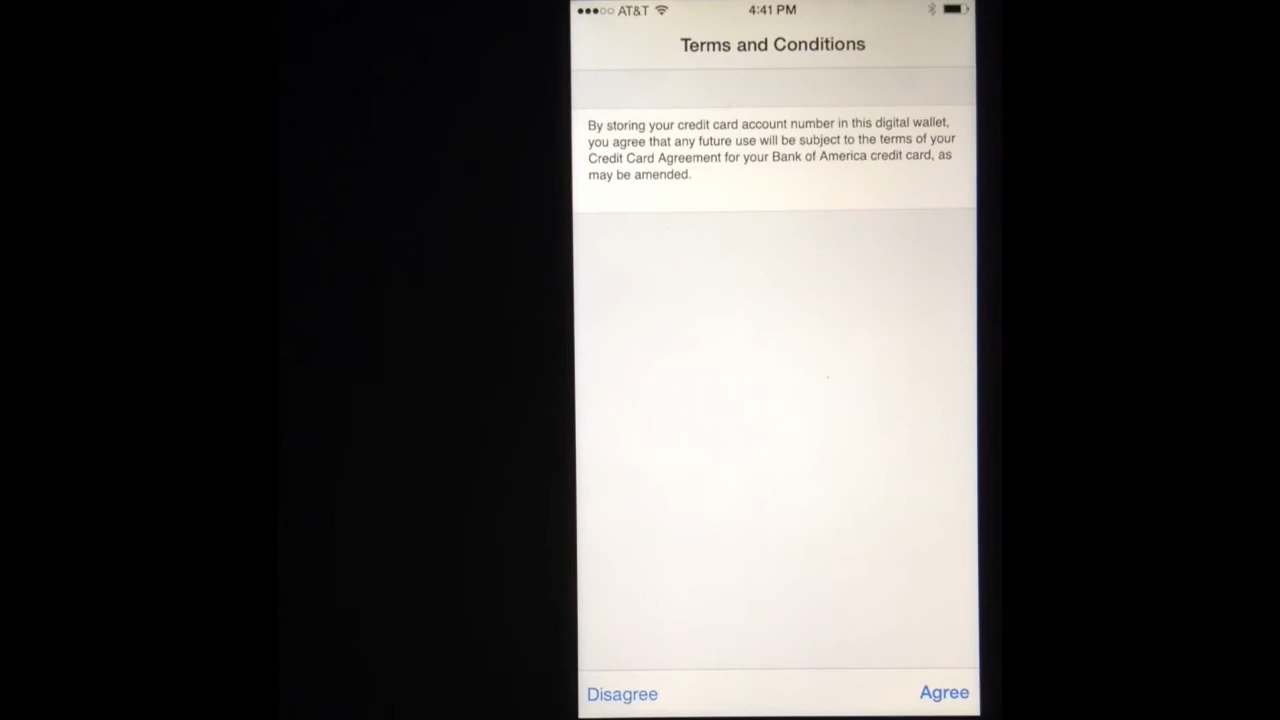 AT&T 4:41 PM
Terms and Conditions
By storing your credit card account number in this digital wallet,
you agree that any future use will be subject to the terms of your
Credit Card Agreement for your Bank of America credit card, as
may be amended.
Disagree Agree